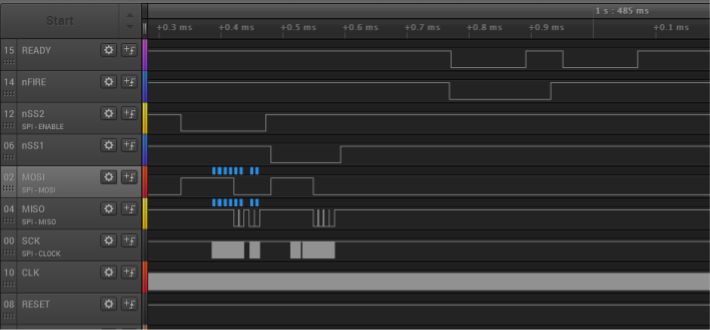 Start
1 s : 485 ms
+0.3 ms +0.4 ms +0.5 ms +0.6 ms +0.7 ms +0.8 ms +0.9 ms +0.1 ms
15 READY
14 nFIRE
12 nSS2
SPI - ENABLE
06 nSS1
02 MOSI
SPI - MOSI
04 MISO
SPI - MISO
00 SCK
SPI - CLOCK
10 CLK
08 RESET